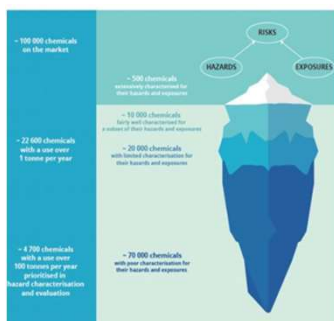 ~ 100 000 chemicals
on the market
RISKS
HAZARDS
EXPOSURES
~ 500 chemicals
extensively characterised for
their hazards and exposures
~ 10 000 chemicals
fairly well characterised for
a subset of their hazards and exposures
~ 22 600 chemicals
with a use over
1 tonne per year
~ 20 000 chemicals
with limited characterisation for
their hazards and exposures
~ 4 700 chemicals
with a use over
100 tonnes per year
prioritised in
hazard characterisation
and evaluation
~ 70 000 chemicals
with poor characterisation for
their hazards and exposures